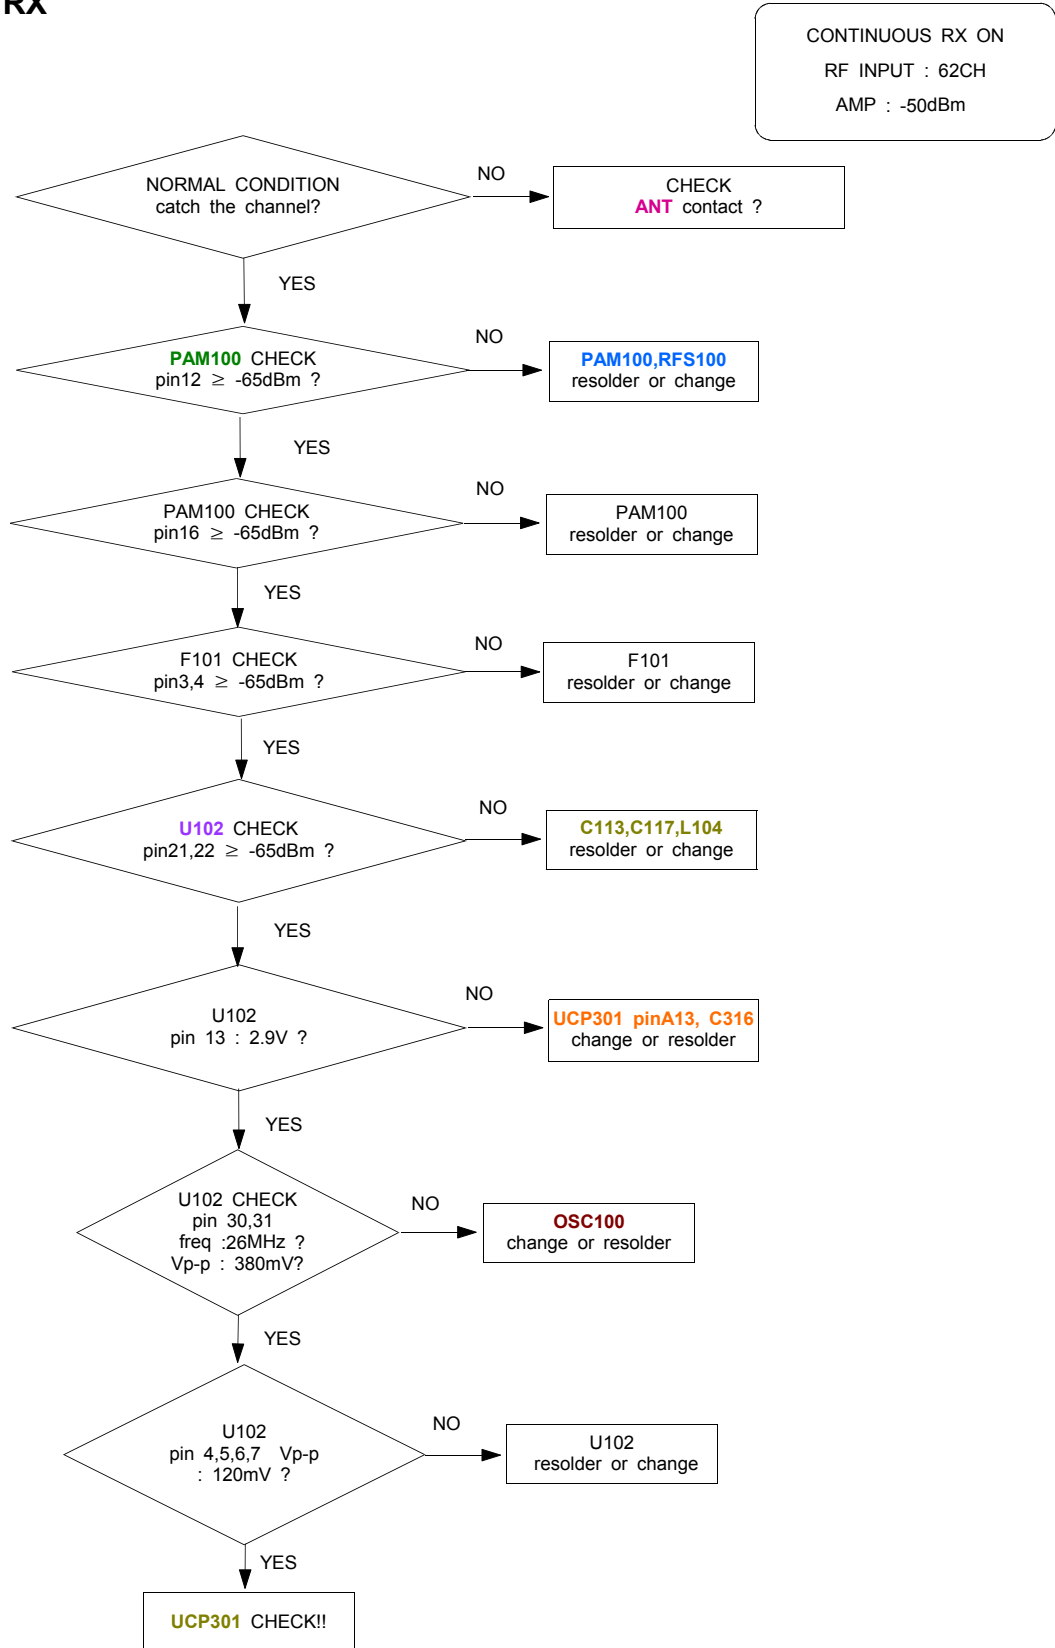 RX
CONTINUOUS RX ON
RF INPUT : 62CH
AMP : -50dBm
NORMAL CONDITION
catch the channel?
NO
CHECK
ANT contact ?
YES
PAM100 CHECK
pin12 ≥ -65dBm ?
NO
PAM100,RFS100
resolder or change
YES
PAM100 CHECK
pin16 ≥ -65dBm ?
NO
PAM100
resolder or change
YES
F101 CHECK
pin3,4 ≥ -65dBm ?
NO
F101
resolder or change
YES
U102 CHECK
pin21,22 ≥ -65dBm ?
NO
C113,C117,L104
resolder or change
YES
U102
pin 13 : 2.9V ?
NO
UCP301 pinA13, C316
change or resolder
YES
U102 CHECK
pin 30,31
freq :26MHz ?
Vp-p : 380mV?
NO
OSC100
change or resolder
YES
U102
pin 4,5,6,7 Vp-p
: 120mV ?
NO
U102
resolder or change
YES
UCP301 CHECK!!